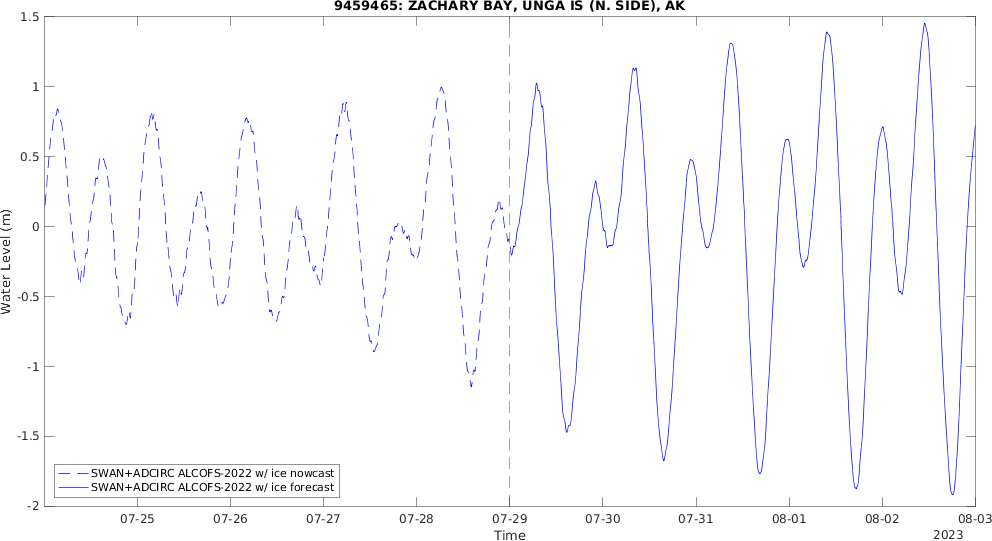 9459465: ZACHARY BAY, UNGA IS (N. SIDE), AK
Water Level (m)
1.5
1
0.5
0
-0.5
-1
-1.5
-2
SWAN+ADCIRC ALCOFS-2022 w/ ice nowcast
SWAN+ADCIRC ALCOFS-2022 w/ ice forecast
07-25 07-26 07-27 07-28 07-29 07-30 07-31 08-01 08-02 08-03
Time
2023